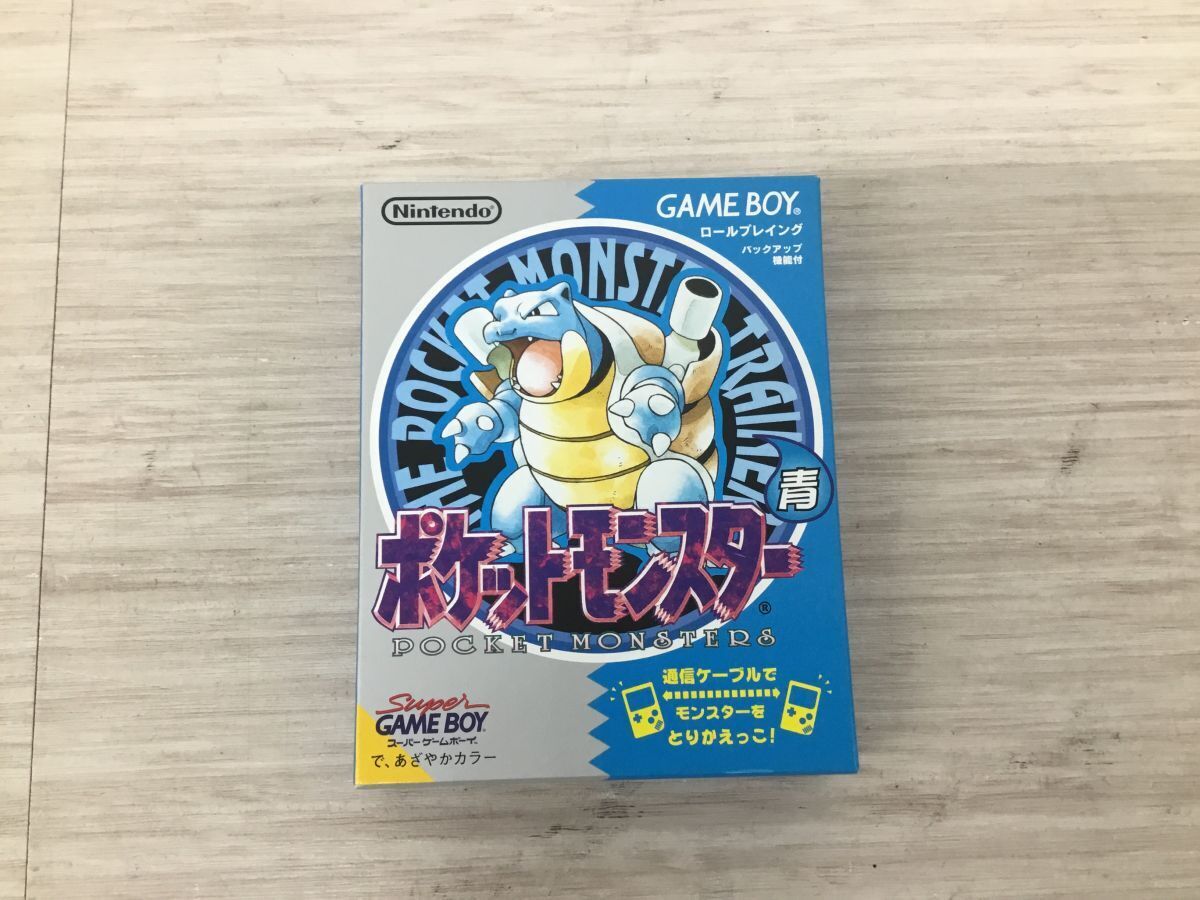 Nintendo®
GAME BOY®
ロールプレイング
バックアップ
機能付
THE POCKET MONSTER TRAINER
青
ポケットモンスター®
POCKET MONSTERS
通信ケーブルで
モンスターを
とりかえっこ!
Super
GAME BOY
スーパーゲームボーイ™
で、あざやかカラー